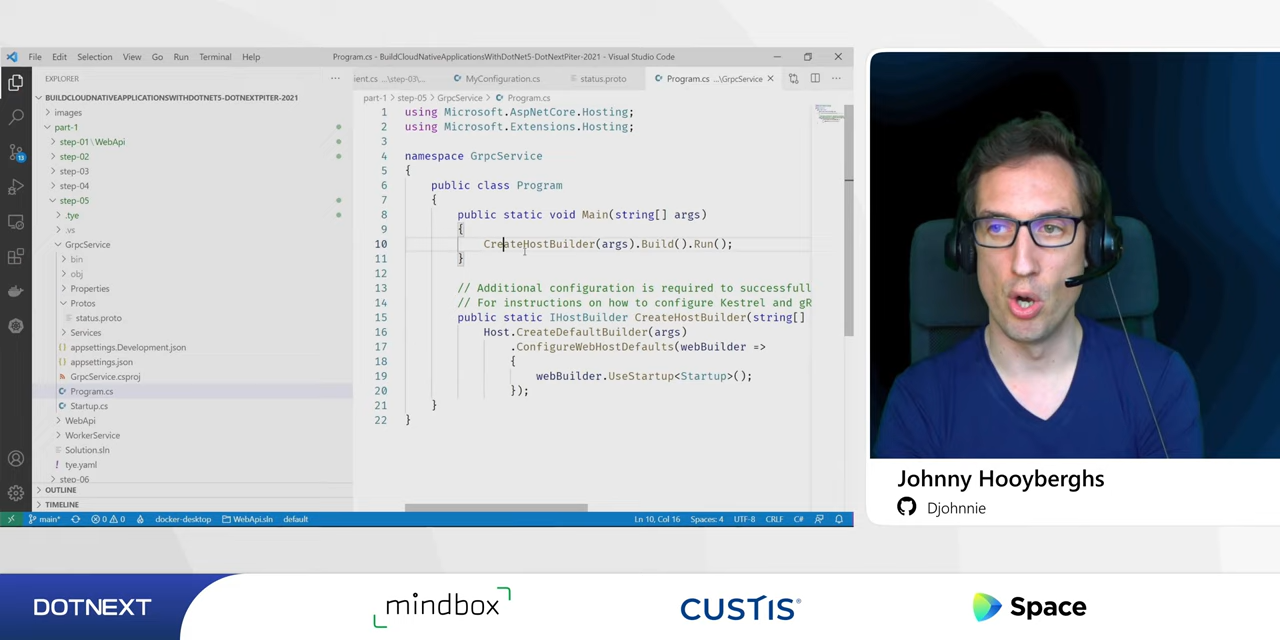 File Edit Selection View Go Run Terminal Help
Program.cs - BuildCloudNativeApplicationsWithDotNet5-DotNextPiter-2021 - Visual Studio Code
EXPLORER
BUILDCLOUDNATIVEAPPLICATIONSWITHDOTNET5-DOTNEXTPITER-2021
images
part-1
step-01 \ WebApi
step-02
step-03
step-04
step-05
.tye
.vs
GrpcService
bin
obj
Properties
Protos
status.proto
Services
appsettings.Development.json
appsettings.json
GrpcService.csproj
Program.cs
Startup.cs
WebApi
WorkerService
Solution.sln
tye.yaml
step-06
OUTLINE
TIMELINE
13
ient.cs ...\step-03\... MyConfiguration.cs status.proto Program.cs ...\GrpcService
part-1 > step-05 > GrpcService > Program.cs
1 using Microsoft.AspNetCore.Hosting;
2 using Microsoft.Extensions.Hosting;
3
4 namespace GrpcService
5 {
6 public class Program
7 {
8 public static void Main(string[] args)
9 {
10 CreateHostBuilder(args).Build().Run();
11 }
12
13 // Additional configuration is required to successfull
14 // For instructions on how to configure Kestrel and gR
15 public static IHostBuilder CreateHostBuilder(string[]
16 Host.CreateDefaultBuilder(args)
17 .ConfigureWebHostDefaults(webBuilder =>
18 {
19 webBuilder.UseStartup<Startup>();
20 });
21 }
22 }
main* 0 0 docker-desktop WebApi.sln default
Ln 10, Col 16 Spaces: 4 UTF-8 CRLF C#
Johnny Hooyberghs
Djohnnie
DOTNEXT
mindbox
CUSTIS
Space